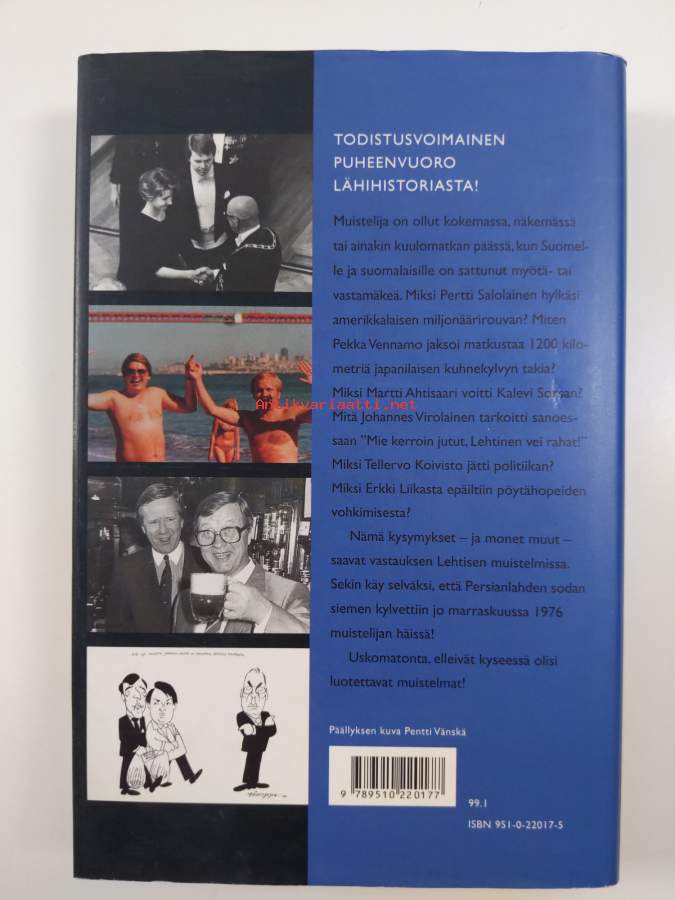 TODISTUSVOIMAINEN
PUHEENVUORO
LÄHIHISTORIASTA!
Muistelija on ollut kokemassa, näkemässä
tai ainakin kuulomatkan päässä, kun Suomel-
le ja suomalaisille on sattunut myötä- tai
vastamäkeä. Miksi Pertti Salolainen hylkäsi
amerikkalaisen miljonäärirouvan? Miten
Pekka Vennamo jaksoi matkustaa 1200 kilo-
metriä japanilaisen kuhnekylvyn takia?
Miksi Martti Ahtisaari voitti Kalevi Sorsan?
Mitä Johannes Virolainen tarkoitti sanoes-
saan "Mie kerroin jutut, Lehtinen vei rahat!"
Miksi Tellervo Koivisto jätti politiikan?
Miksi Erkki Liikasta epäiltiin pöytähopeiden
vohkimisesta?
Nämä kysymykset – ja monet muut –
saavat vastauksen Lehtisen muistelmissa.
Sekin käy selväksi, että Persianlahden sodan
siemen kylvettiin jo marraskuussa 1976
muistelijan häissä!
Uskomatonta, elleivät kyseessä olisi
luotettavat muistelmat!
Päällyksen kuva Pentti Vänskä
9 789510 220177
99.1
ISBN 951-0-22017-5
Antikvariaatti.net